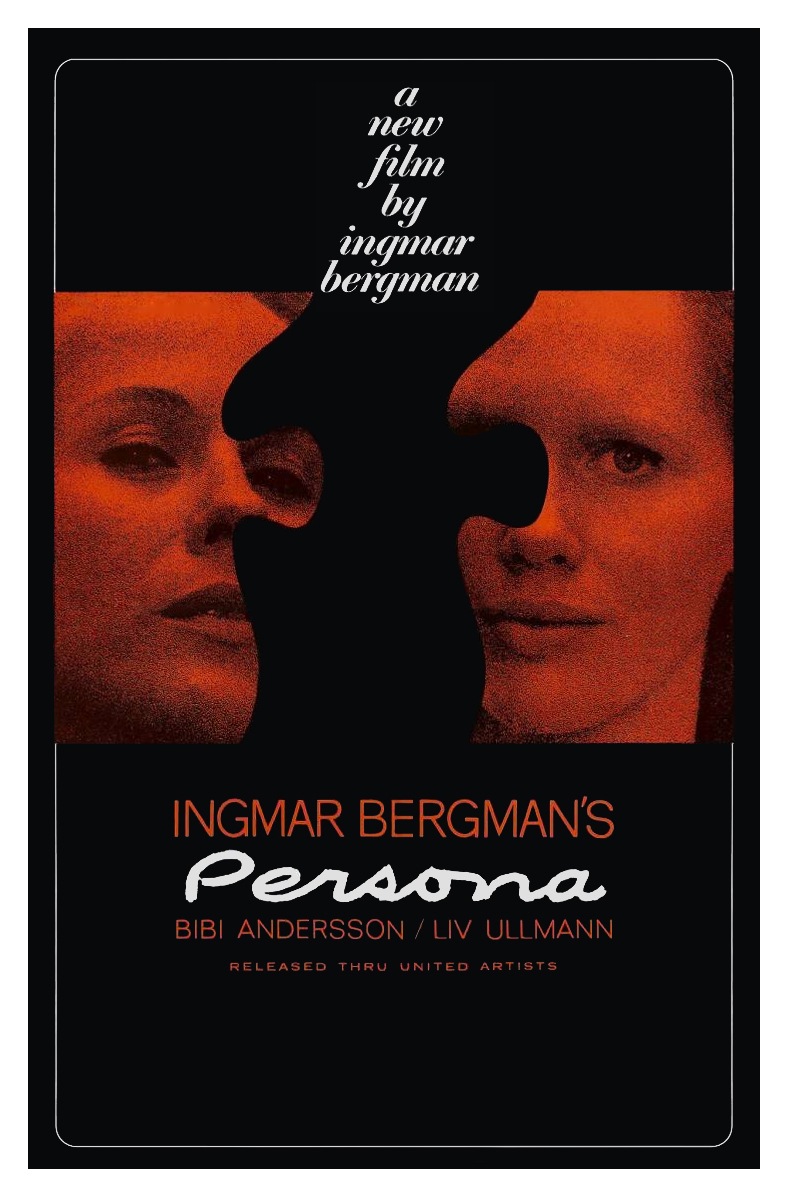 a
new
film
by
ingmar
bergman
INGMAR BERGMAN'S
Persona
BIBI ANDERSSON / LIV ULLMANN
RELEASED THRU UNITED ARTISTS